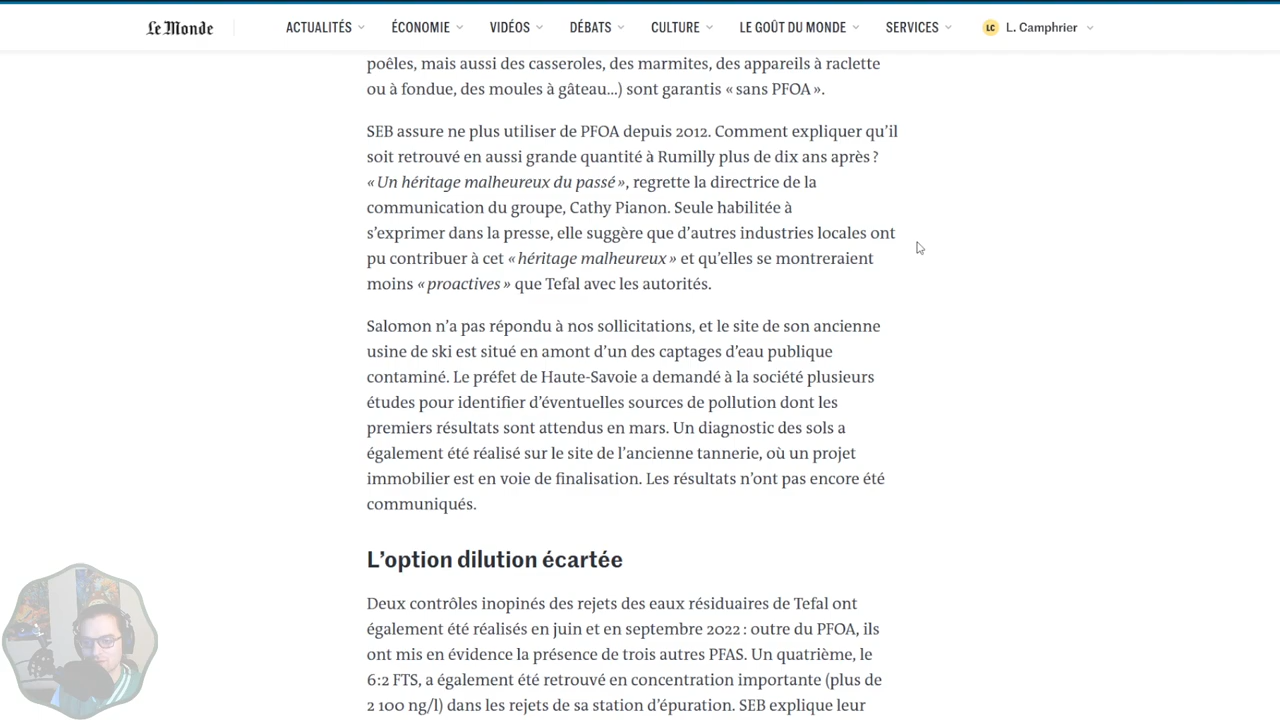 Le Monde
ACTUALITÉS
ÉCONOMIE
VIDÉOS
DÉBATS
CULTURE
LE GOÛT DU MONDE
SERVICES
LC
L. Camphrier
poêles, mais aussi des casseroles, des marmites, des appareils à raclette
ou à fondue, des moules à gâteau…) sont garantis « sans PFOA ».
SEB assure ne plus utiliser de PFOA depuis 2012. Comment expliquer qu’il
soit retrouvé en aussi grande quantité à Rumilly plus de dix ans après ?
« Un héritage malheureux du passé », regrette la directrice de la
communication du groupe, Cathy Pianon. Seule habilitée à
s’exprimer dans la presse, elle suggère que d’autres industries locales ont
pu contribuer à cet « héritage malheureux » et qu’elles se montreraient
moins « proactives » que Tefal avec les autorités.
Salomon n’a pas répondu à nos sollicitations, et le site de son ancienne
usine de ski est situé en amont d’un des captages d’eau publique
contaminé. Le préfet de Haute-Savoie a demandé à la société plusieurs
études pour identifier d’éventuelles sources de pollution dont les
premiers résultats sont attendus en mars. Un diagnostic des sols a
également été réalisé sur le site de l’ancienne tannerie, où un projet
immobilier est en voie de finalisation. Les résultats n’ont pas encore été
communiqués.
L’option dilution écartée
Deux contrôles inopinés des rejets des eaux résiduaires de Tefal ont
également été réalisés en juin et en septembre 2022 : outre du PFOA, ils
ont mis en évidence la présence de trois autres PFAS. Un quatrième, le
6:2 FTS, a également été retrouvé en concentration importante (plus de
2 100 ng/l) dans les rejets de sa station d’épuration. SEB explique leur